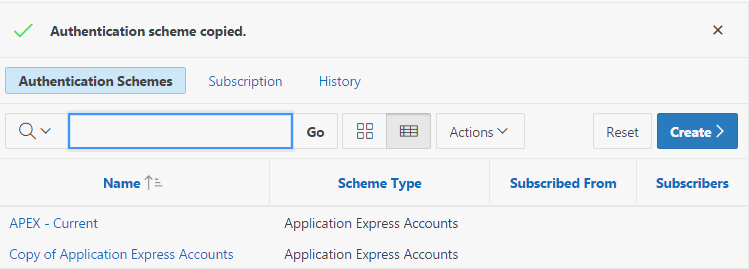 Authentication scheme copied.
Authentication Schemes Subscription History
Go Actions Reset Create
Name Scheme Type Subscribed From Subscribers
APEX - Current Application Express Accounts
Copy of Application Express Accounts Application Express Accounts